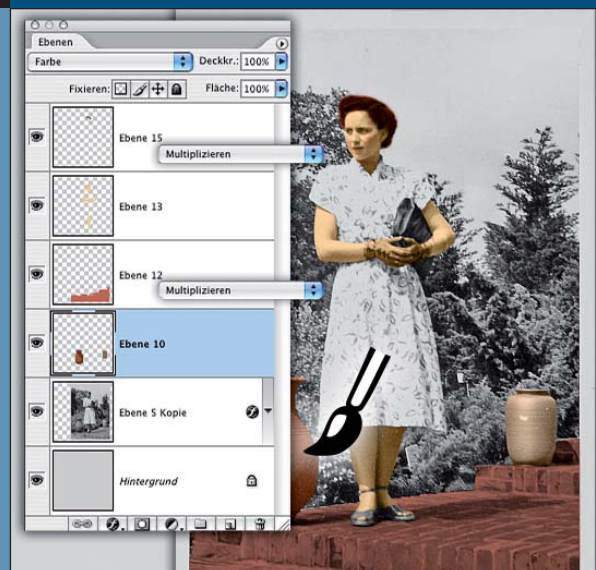 Ebenen
Farbe Deckkr.: 100%
Fixieren: Fläche: 100%
Ebene 15
Multiplizieren
Ebene 13
Ebene 12
Multiplizieren
Ebene 10
Ebene 5 Kopie
Hintergrund